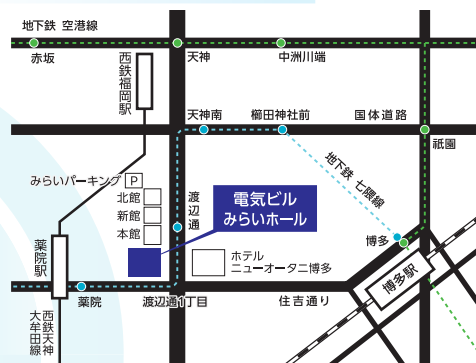 地下鉄 空港線
赤坂
天神
中洲川端
西鉄福岡駅
天神南
櫛田神社前
国体道路
祇園
地下鉄 七隈線
みらいパーキング P
北館
新館
本館
渡辺通
電気ビル
みらいホール
博多
博多駅
薬院駅
ホテル
ニューオータニ博多
薬院
渡辺通1丁目
住吉通り
西鉄天神
大牟田線